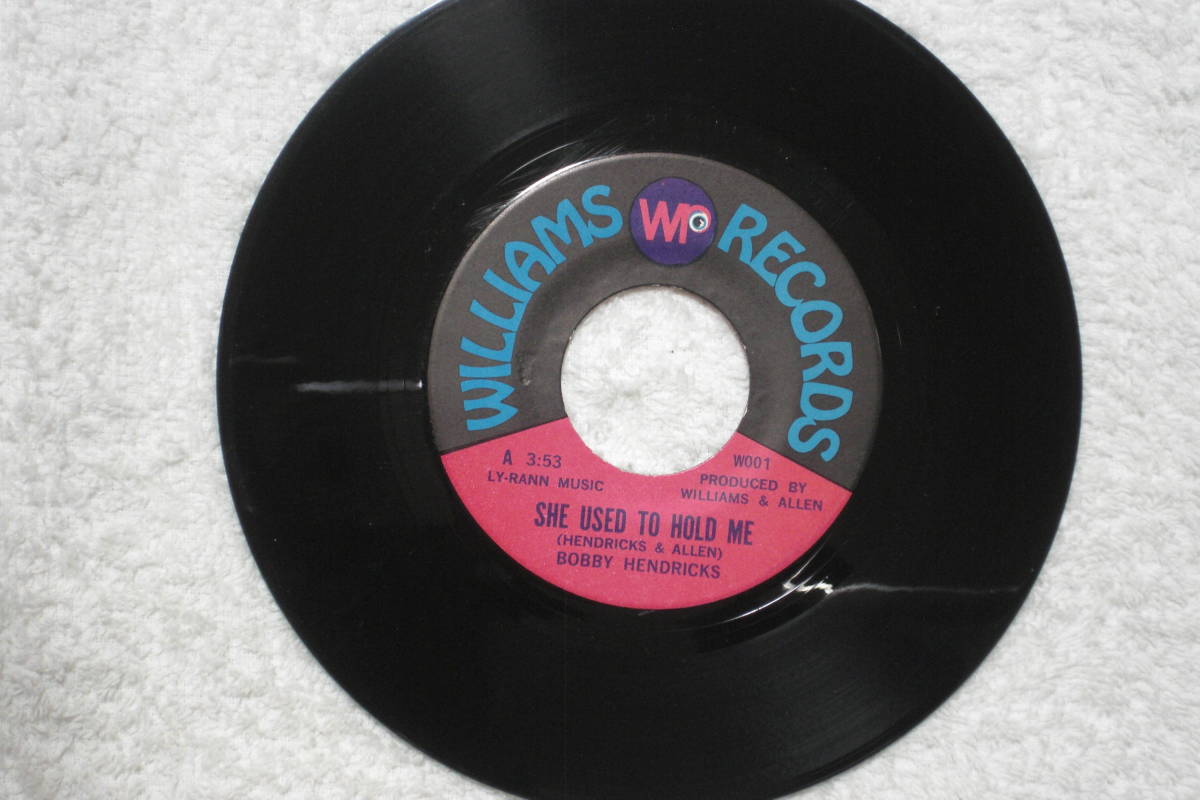 WILLIAMS WR RECORDS
A 3:53
LY-RANN MUSIC
W001
PRODUCED BY
WILLIAMS & ALLEN
SHE USED TO HOLD ME
(HENDRICKS & ALLEN)
BOBBY HENDRICKS